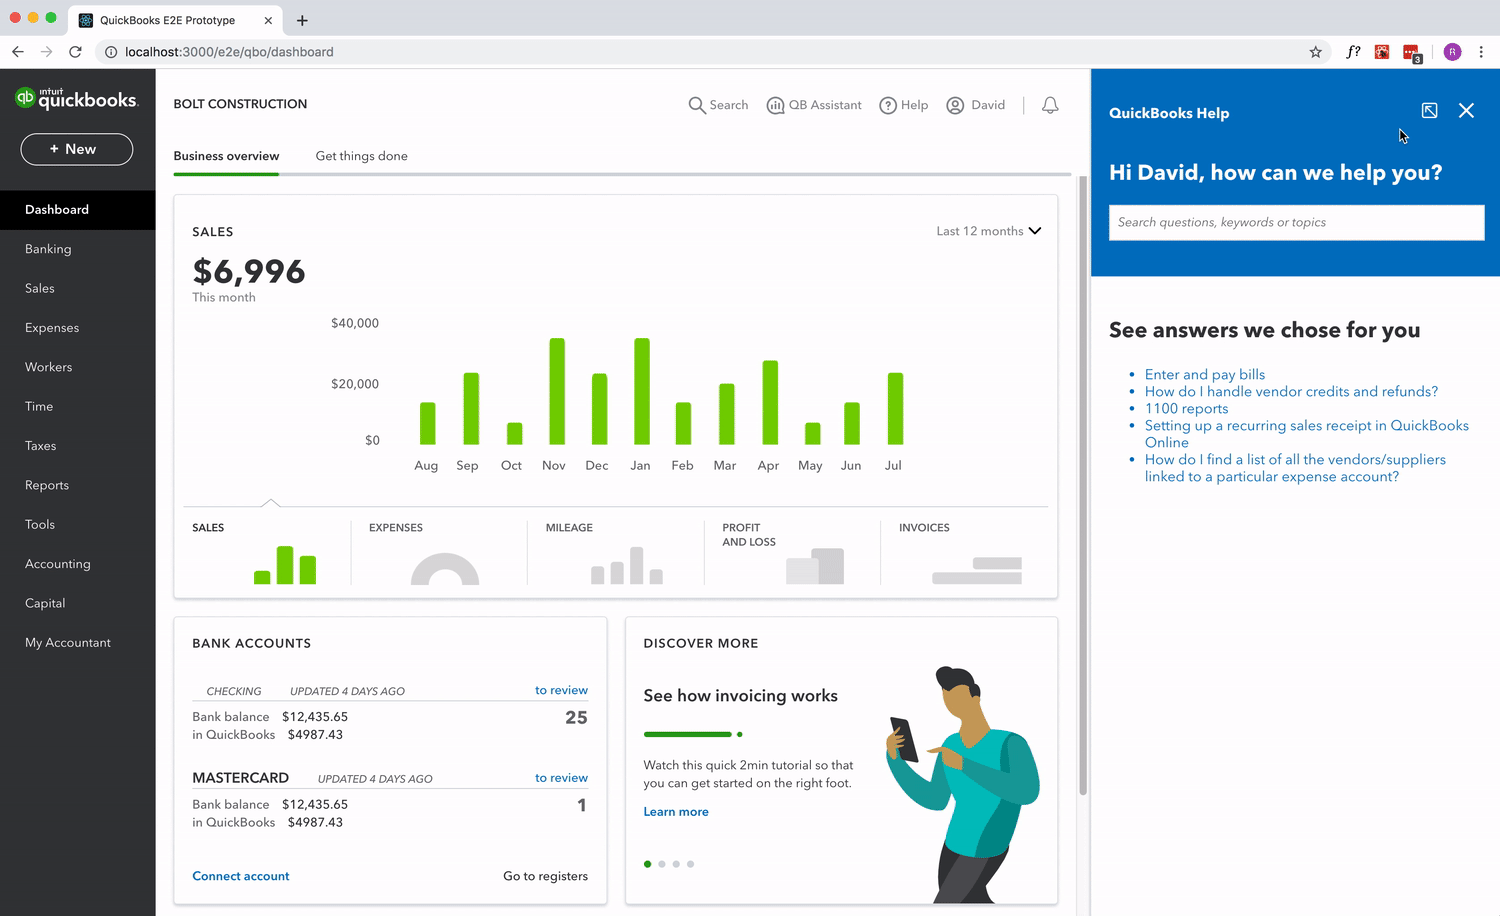 QuickBooks E2E Prototype
localhost:3000/e2e/qbo/dashboard
f?
3
R
intuit
qb quickbooks.
+ New
Dashboard
Banking
Sales
Expenses
Workers
Time
Taxes
Reports
Tools
Accounting
Capital
My Accountant
BOLT CONSTRUCTION
Search
QB Assistant
? Help
David
Business overview
Get things done
SALES
Last 12 months
$6,996
This month
$40,000
$20,000
$0
Aug Sep Oct Nov Dec Jan Feb Mar Apr May Jun Jul
SALES
EXPENSES
MILEAGE
PROFIT
AND LOSS
INVOICES
BANK ACCOUNTS
CHECKING UPDATED 4 DAYS AGO to review
Bank balance $12,435.65 25
in QuickBooks $4987.43
MASTERCARD UPDATED 4 DAYS AGO to review
Bank balance $12,435.65 1
in QuickBooks $4987.43
Connect account Go to registers
DISCOVER MORE
See how invoicing works
Watch this quick 2min tutorial so that
you can get started on the right foot.
Learn more
QuickBooks Help
Hi David, how can we help you?
Search questions, keywords or topics
See answers we chose for you
Enter and pay bills
How do I handle vendor credits and refunds?
1100 reports
Setting up a recurring sales receipt in QuickBooks
Online
How do I find a list of all the vendors/suppliers
linked to a particular expense account?